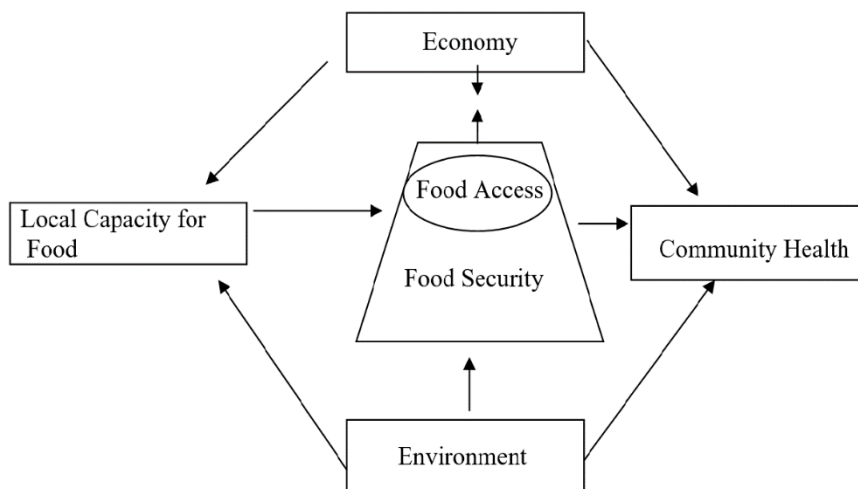 Economy
Food Access
Local Capacity for
Food
Community Health
Food Security
Environment